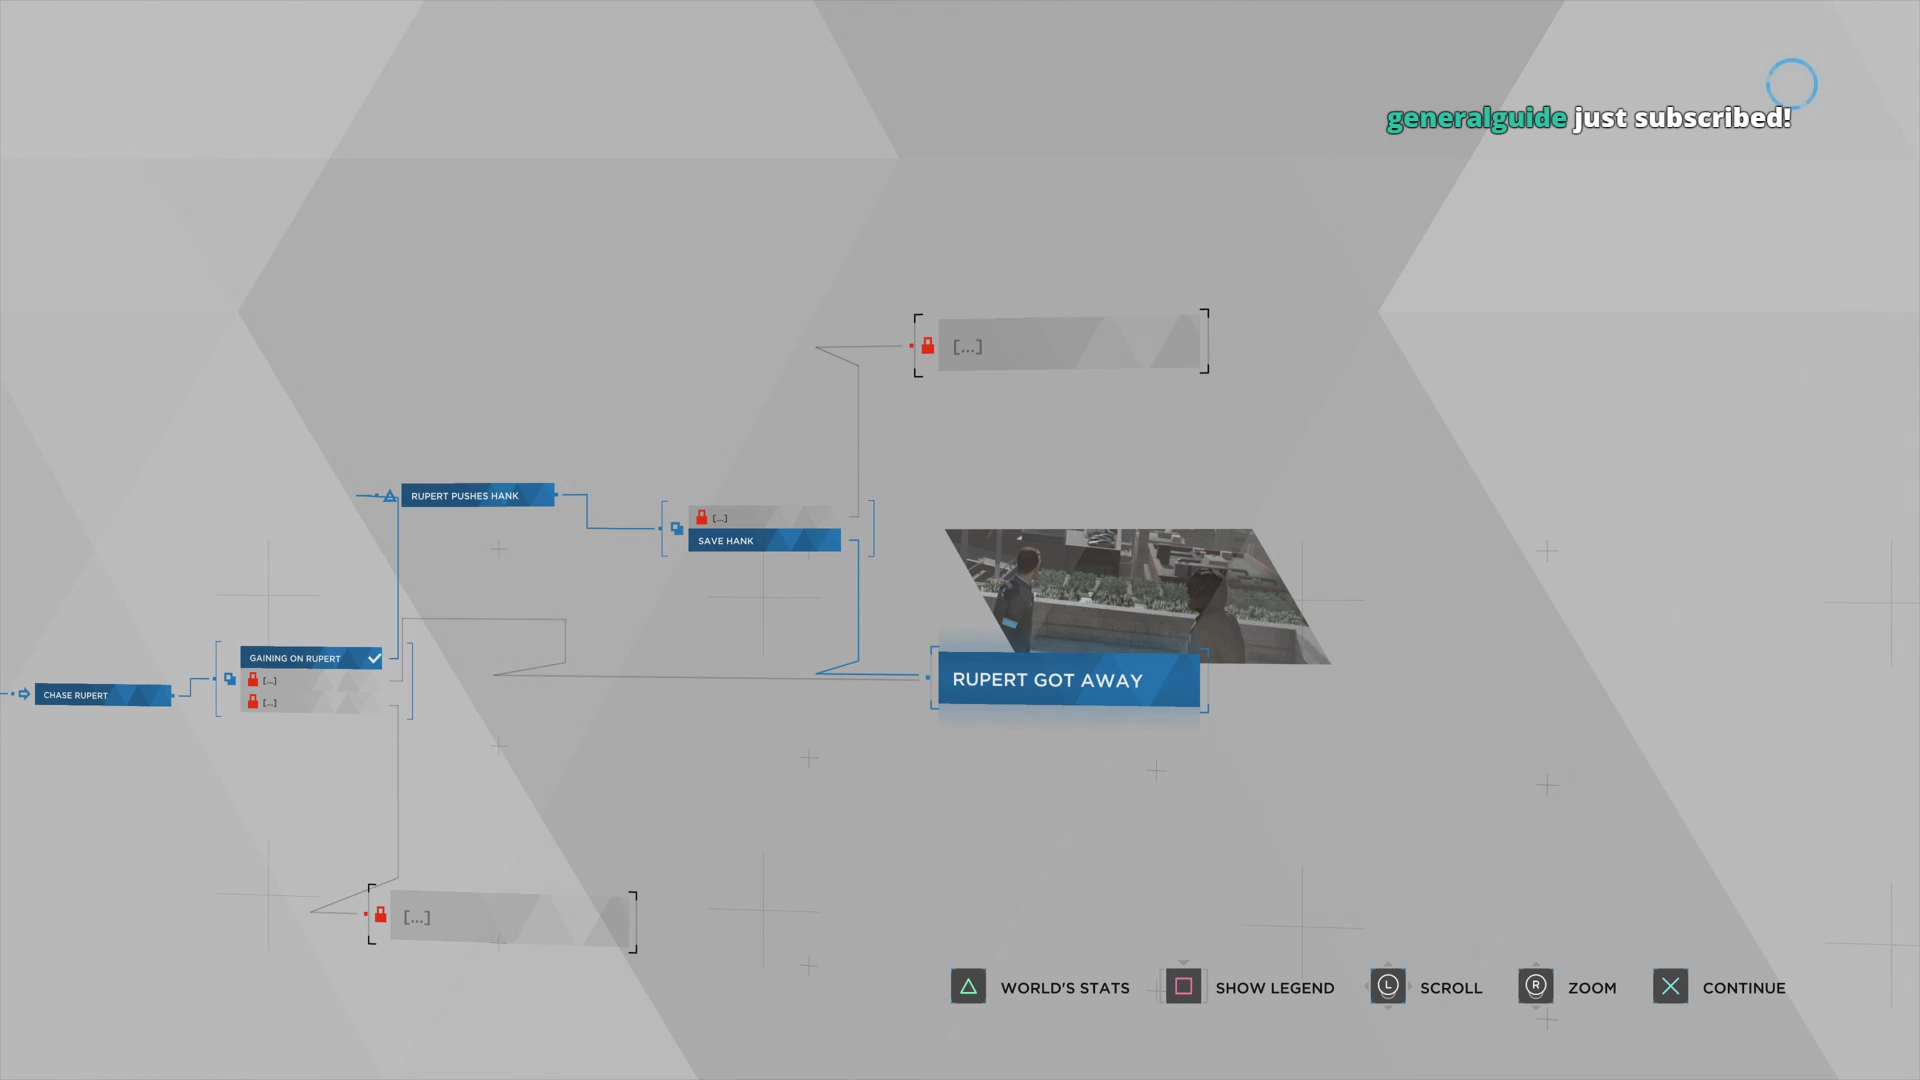 generalguide just subscribed!
[...]
RUPERT PUSHES HANK
[...]
SAVE HANK
GAINING ON RUPERT
[...]
[...]
CHASE RUPERT
RUPERT GOT AWAY
[...]
WORLD'S STATS
SHOW LEGEND
L
SCROLL
R
ZOOM
CONTINUE